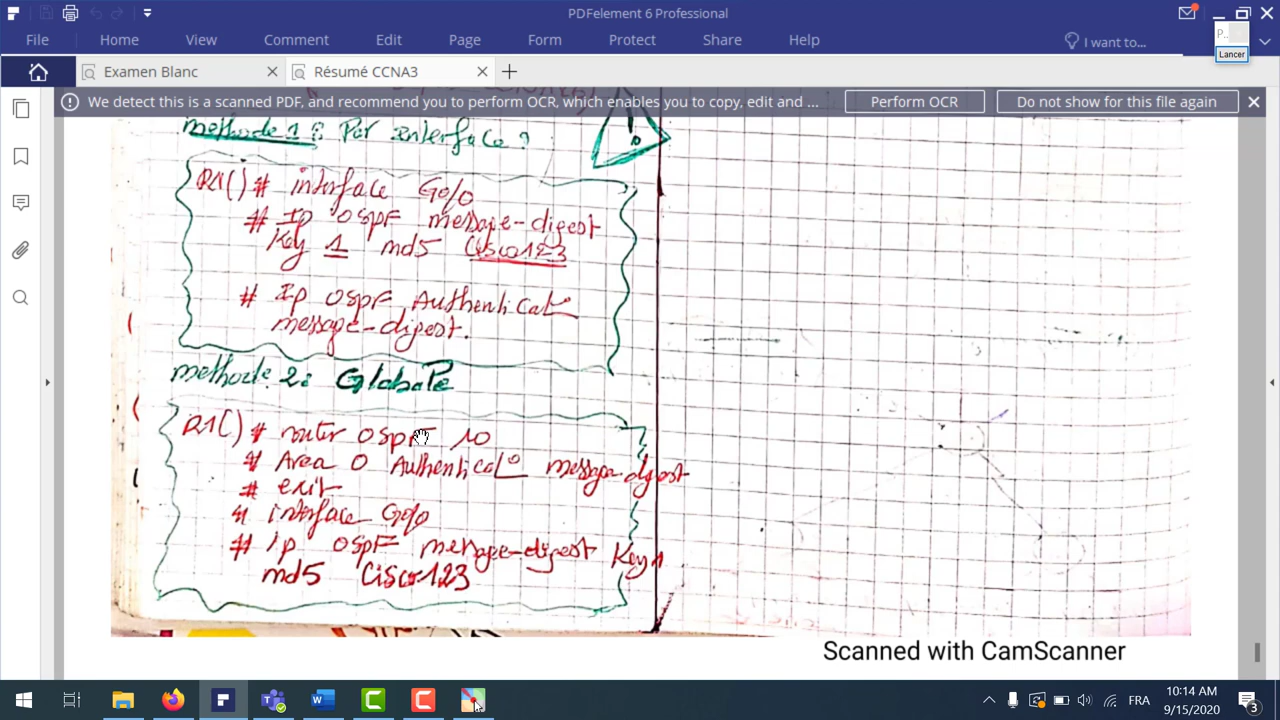 PDFelement 6 Professional
File Home View Comment Edit Page Form Protect Share Help I want to...
P..
Lancer
Examen Blanc Résumé CCNA3
We detect this is a scanned PDF, and recommend you to perform OCR, which enables you to copy, edit and ... Perform OCR Do not show for this file again
methode 1 : Par Interface :
R1()# interface G0/0
# Ip OSPF message-digest
Key 1 md5 Cisco123
# Ip OSPF Authenticat
message-digest.
methode 2: Globale
R1()# router OSPF 10
# Area 0 Authenticat° message digest
# exit
# interface G0/0
# ip OSPF message-digest Key 1
md5 Cisco123
Scanned with CamScanner
FRA
10:14 AM
9/15/2020
3